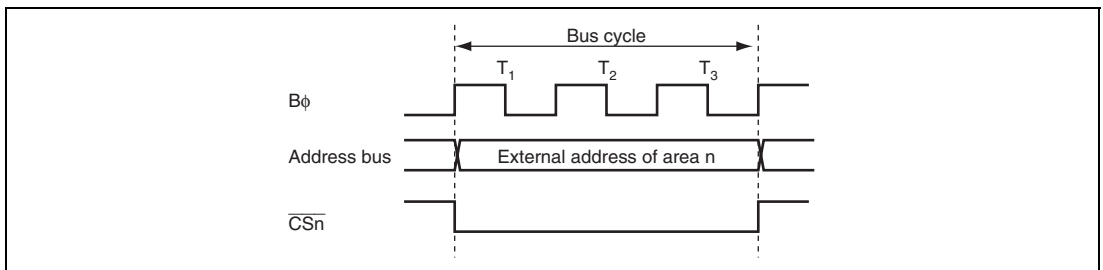 Bus cycle
T1 T2 T3
Bφ
Address bus External address of area n
CSn